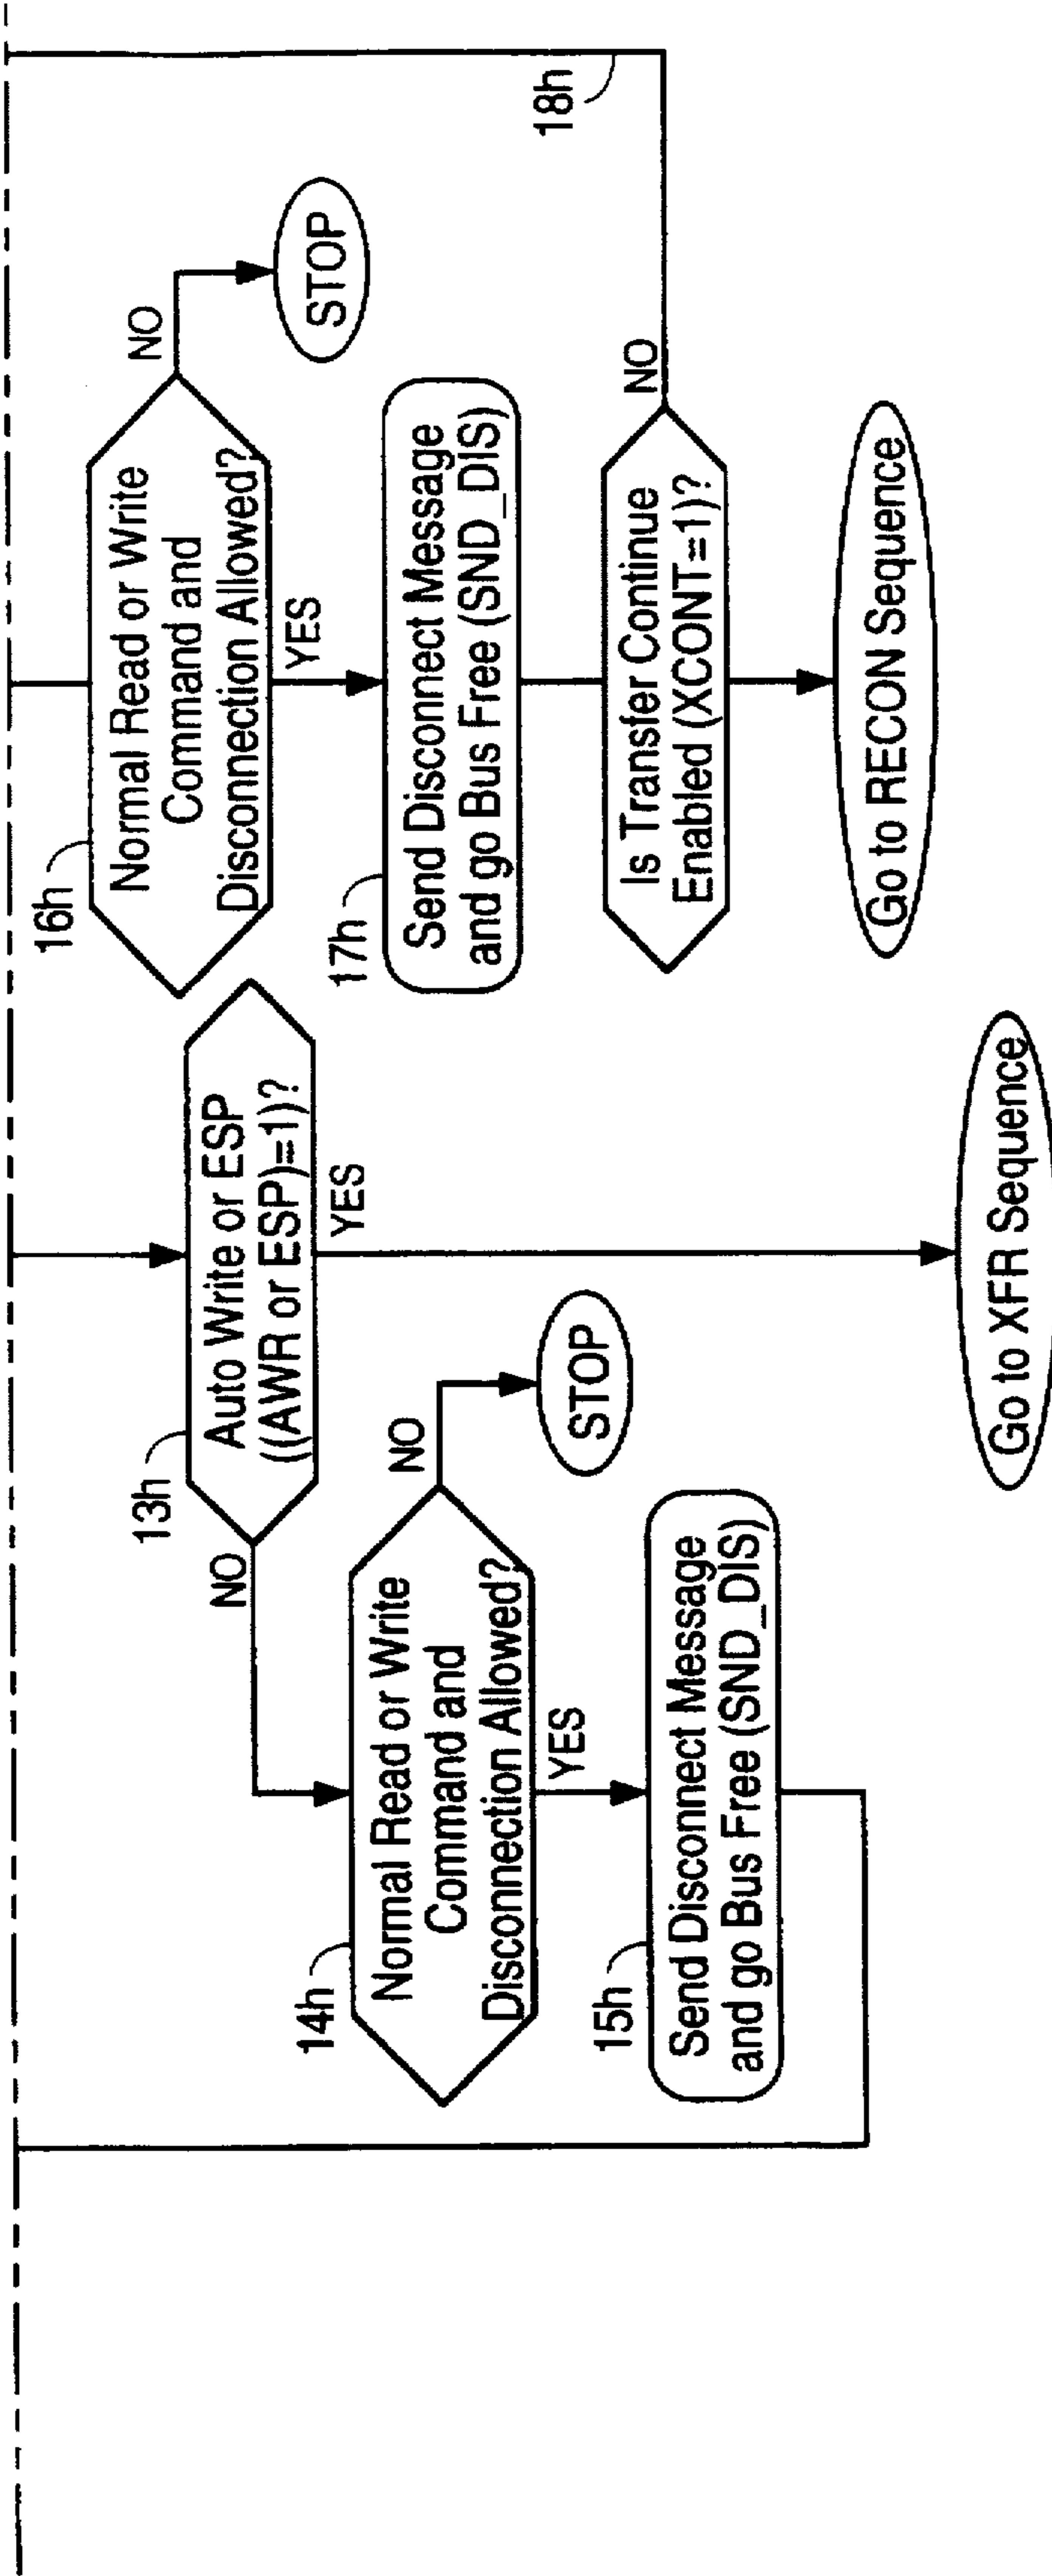 13h
Auto Write or ESP
((AWR or ESP)=1)?
NO
YES
14h
Normal Read or Write
Command and
Disconnection Allowed?
NO
STOP
YES
15h
Send Disconnect Message
and go Bus Free (SND_DIS)
Go to XFR Sequence
16h
Normal Read or Write
Command and
Disconnection Allowed?
NO
STOP
YES
17h
Send Disconnect Message
and go Bus Free (SND_DIS)
Is Transfer Continue
Enabled (XCONT=1)?
NO
18h
Go to RECON Sequence